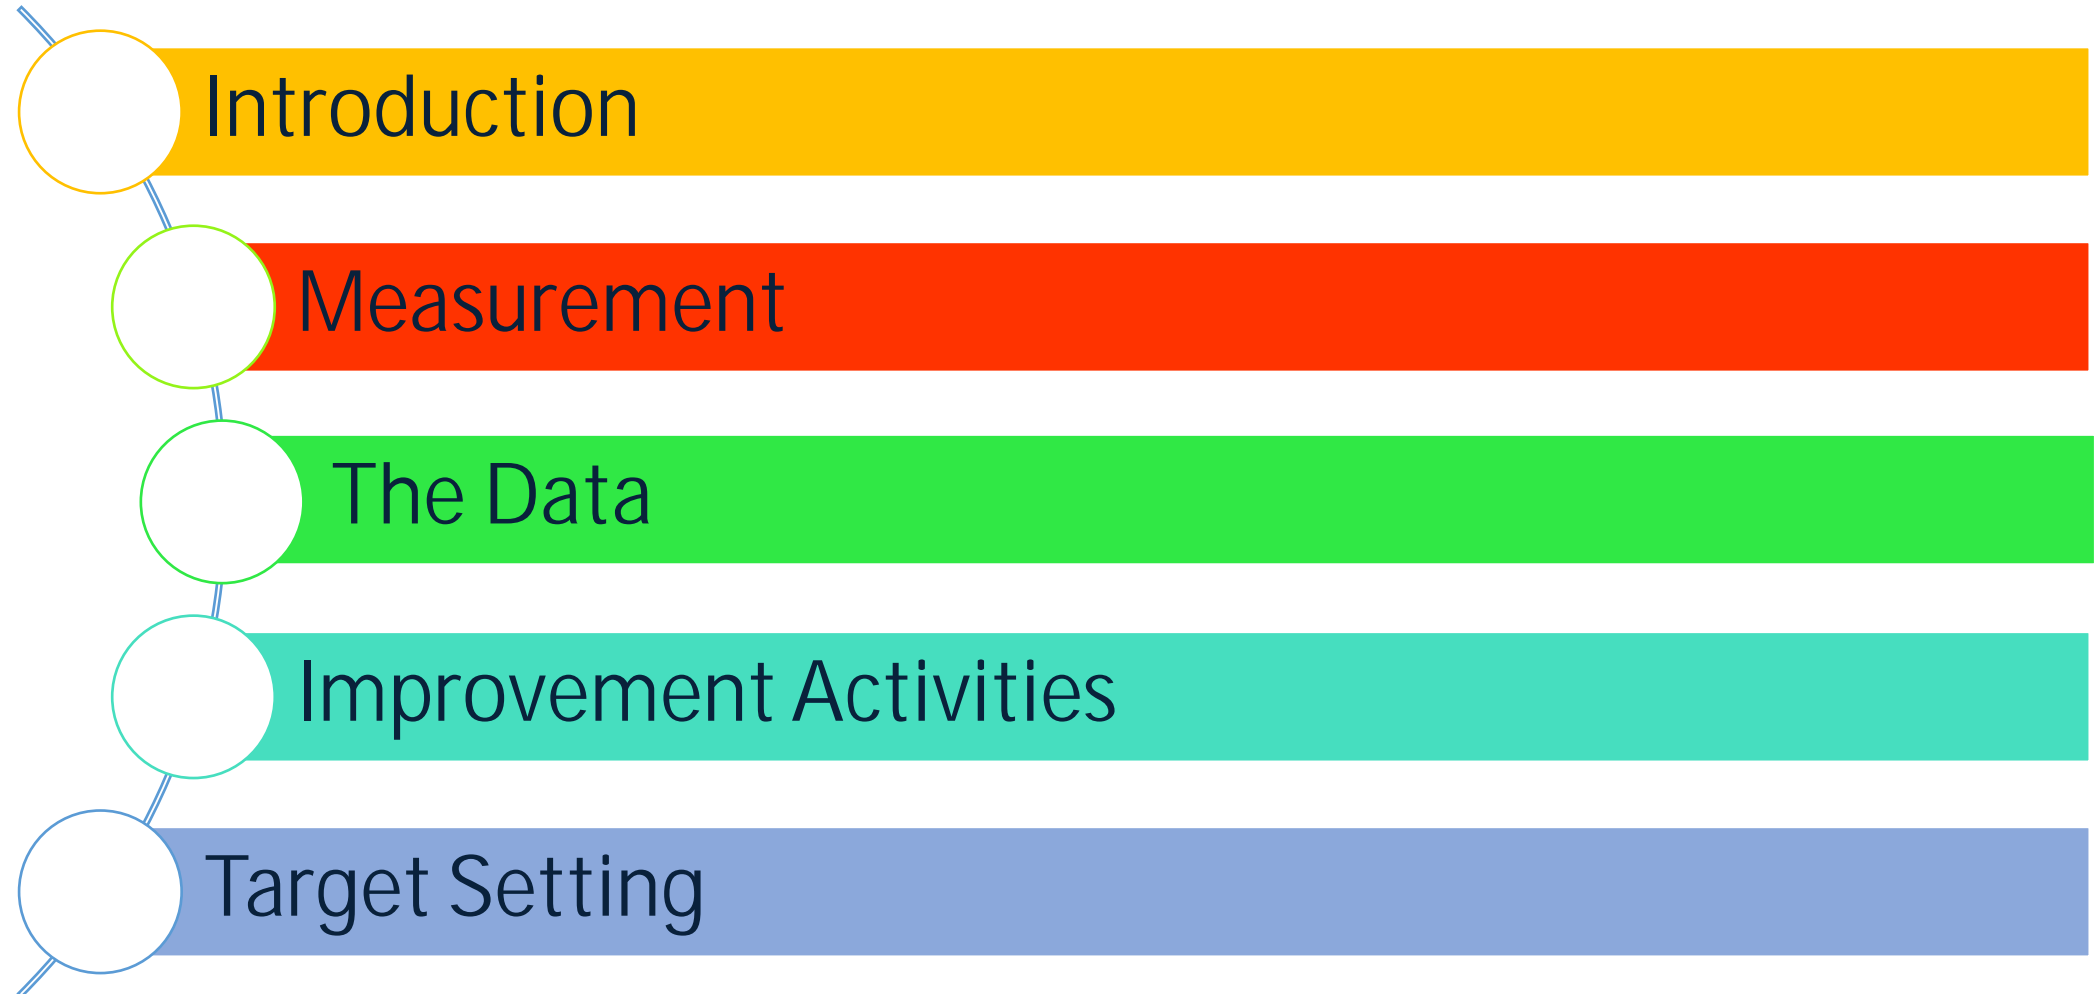 Introduction
Measurement
The Data
Improvement Activities
Target Setting